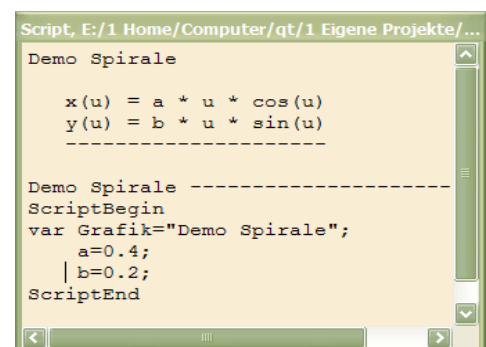 Script, E:/1 Home/Computer/qt/1 Eigene Projekte/...
Demo Spirale
x(u) = a * u * cos(u)
y(u) = b * u * sin(u)
---------------------
Demo Spirale ---------------------
ScriptBegin
var Grafik="Demo Spirale";
a=0.4;
b=0.2;
ScriptEnd